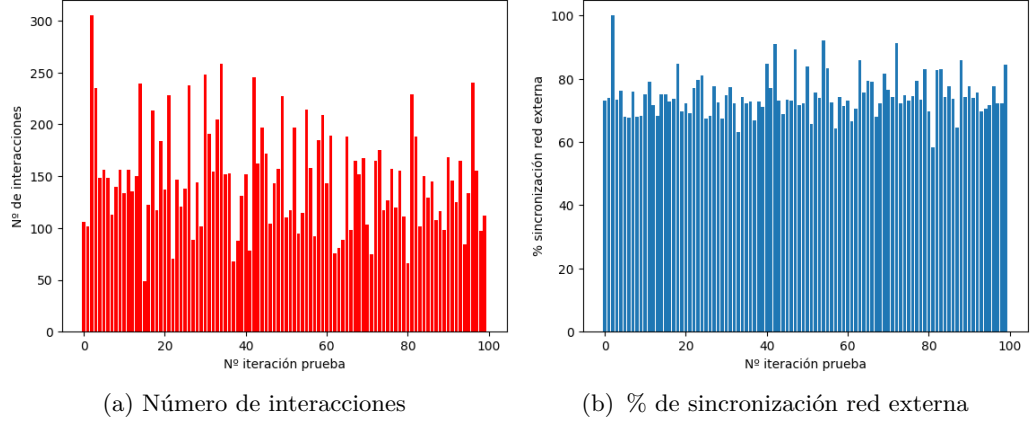 Nº de interacciones
300
250
200
150
100
50
0
0 20 40 60 80 100
Nº iteración prueba
(a) Número de interacciones
% sincronización red externa
100
80
60
40
20
0
0 20 40 60 80 100
Nº iteración prueba
(b) % de sincronización red externa